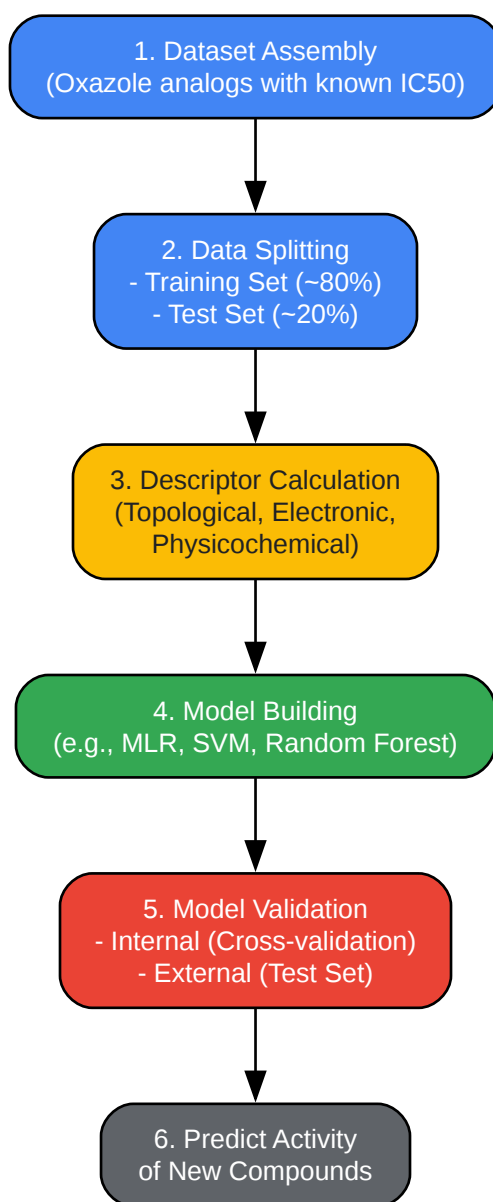 1. Dataset Assembly
(Oxazole analogs with known IC50)
2. Data Splitting
- Training Set (~80%)
- Test Set (~20%)
3. Descriptor Calculation
(Topological, Electronic,
Physicochemical)
4. Model Building
(e.g., MLR, SVM, Random Forest)
5. Model Validation
- Internal (Cross-validation)
- External (Test Set)
6. Predict Activity
of New Compounds